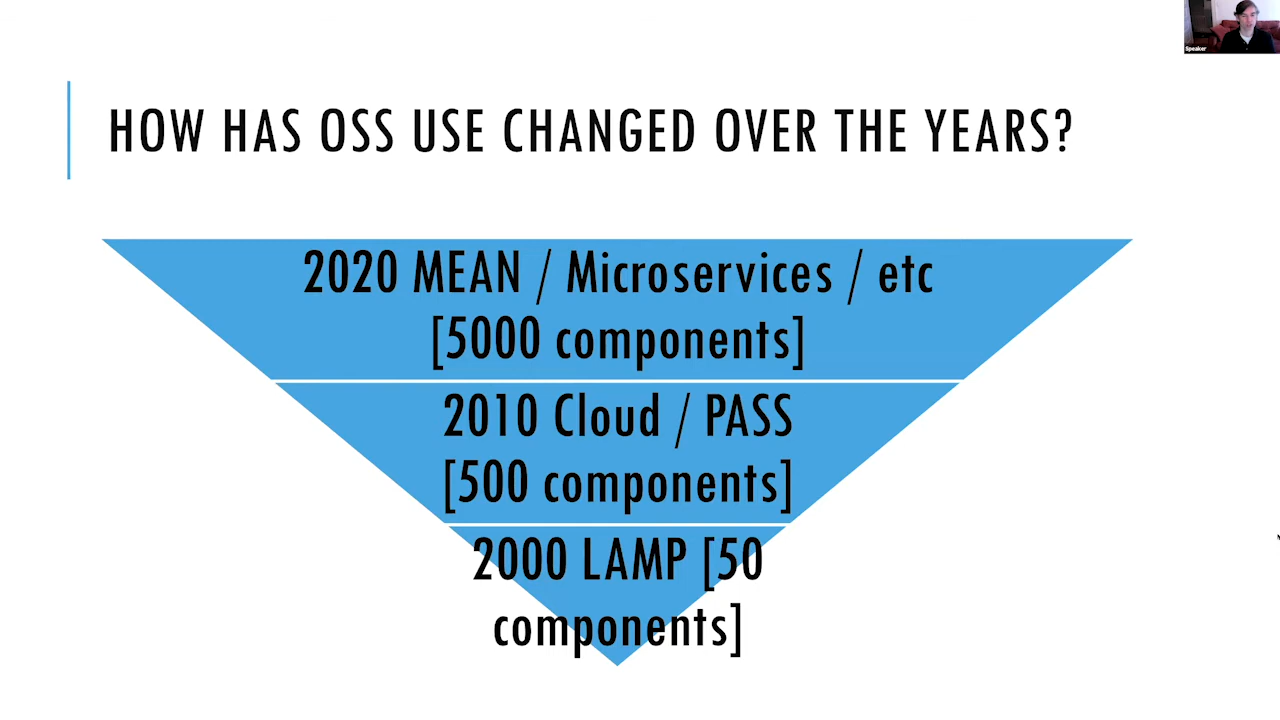 Speaker
HOW HAS OSS USE CHANGED OVER THE YEARS?
2020 MEAN / Microservices / etc
[5000 components]
2010 Cloud / PASS
[500 components]
2000 LAMP [50
components]